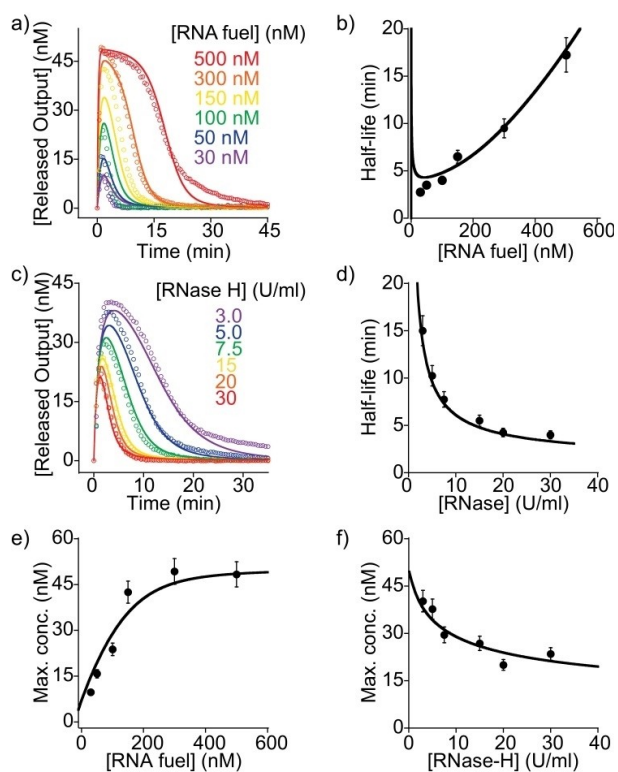 a)
[RNA fuel] (nM)
500 nM
300 nM
150 nM
100 nM
50 nM
30 nM
[Released Output] (nM)
45
30
15
0
0 15 30 45
Time (min)
b)
Half-life (min)
20
15
10
5
0
0 200 400 600
[RNA fuel] (nM)
c)
[RNase H] (U/ml)
3.0
5.0
7.5
15
20
30
[Released Output] (nM)
45
30
15
0
0 10 20 30
Time (min)
d)
Half-life (min)
20
15
10
5
0
0 10 20 30 40
[RNase] (U/ml)
e)
Max. conc. (nM)
60
45
30
15
0
0 200 400 600
[RNA fuel] (nM)
f)
Max. conc. (nM)
60
45
30
15
0
0 10 20 30 40
[RNase-H] (U/ml)